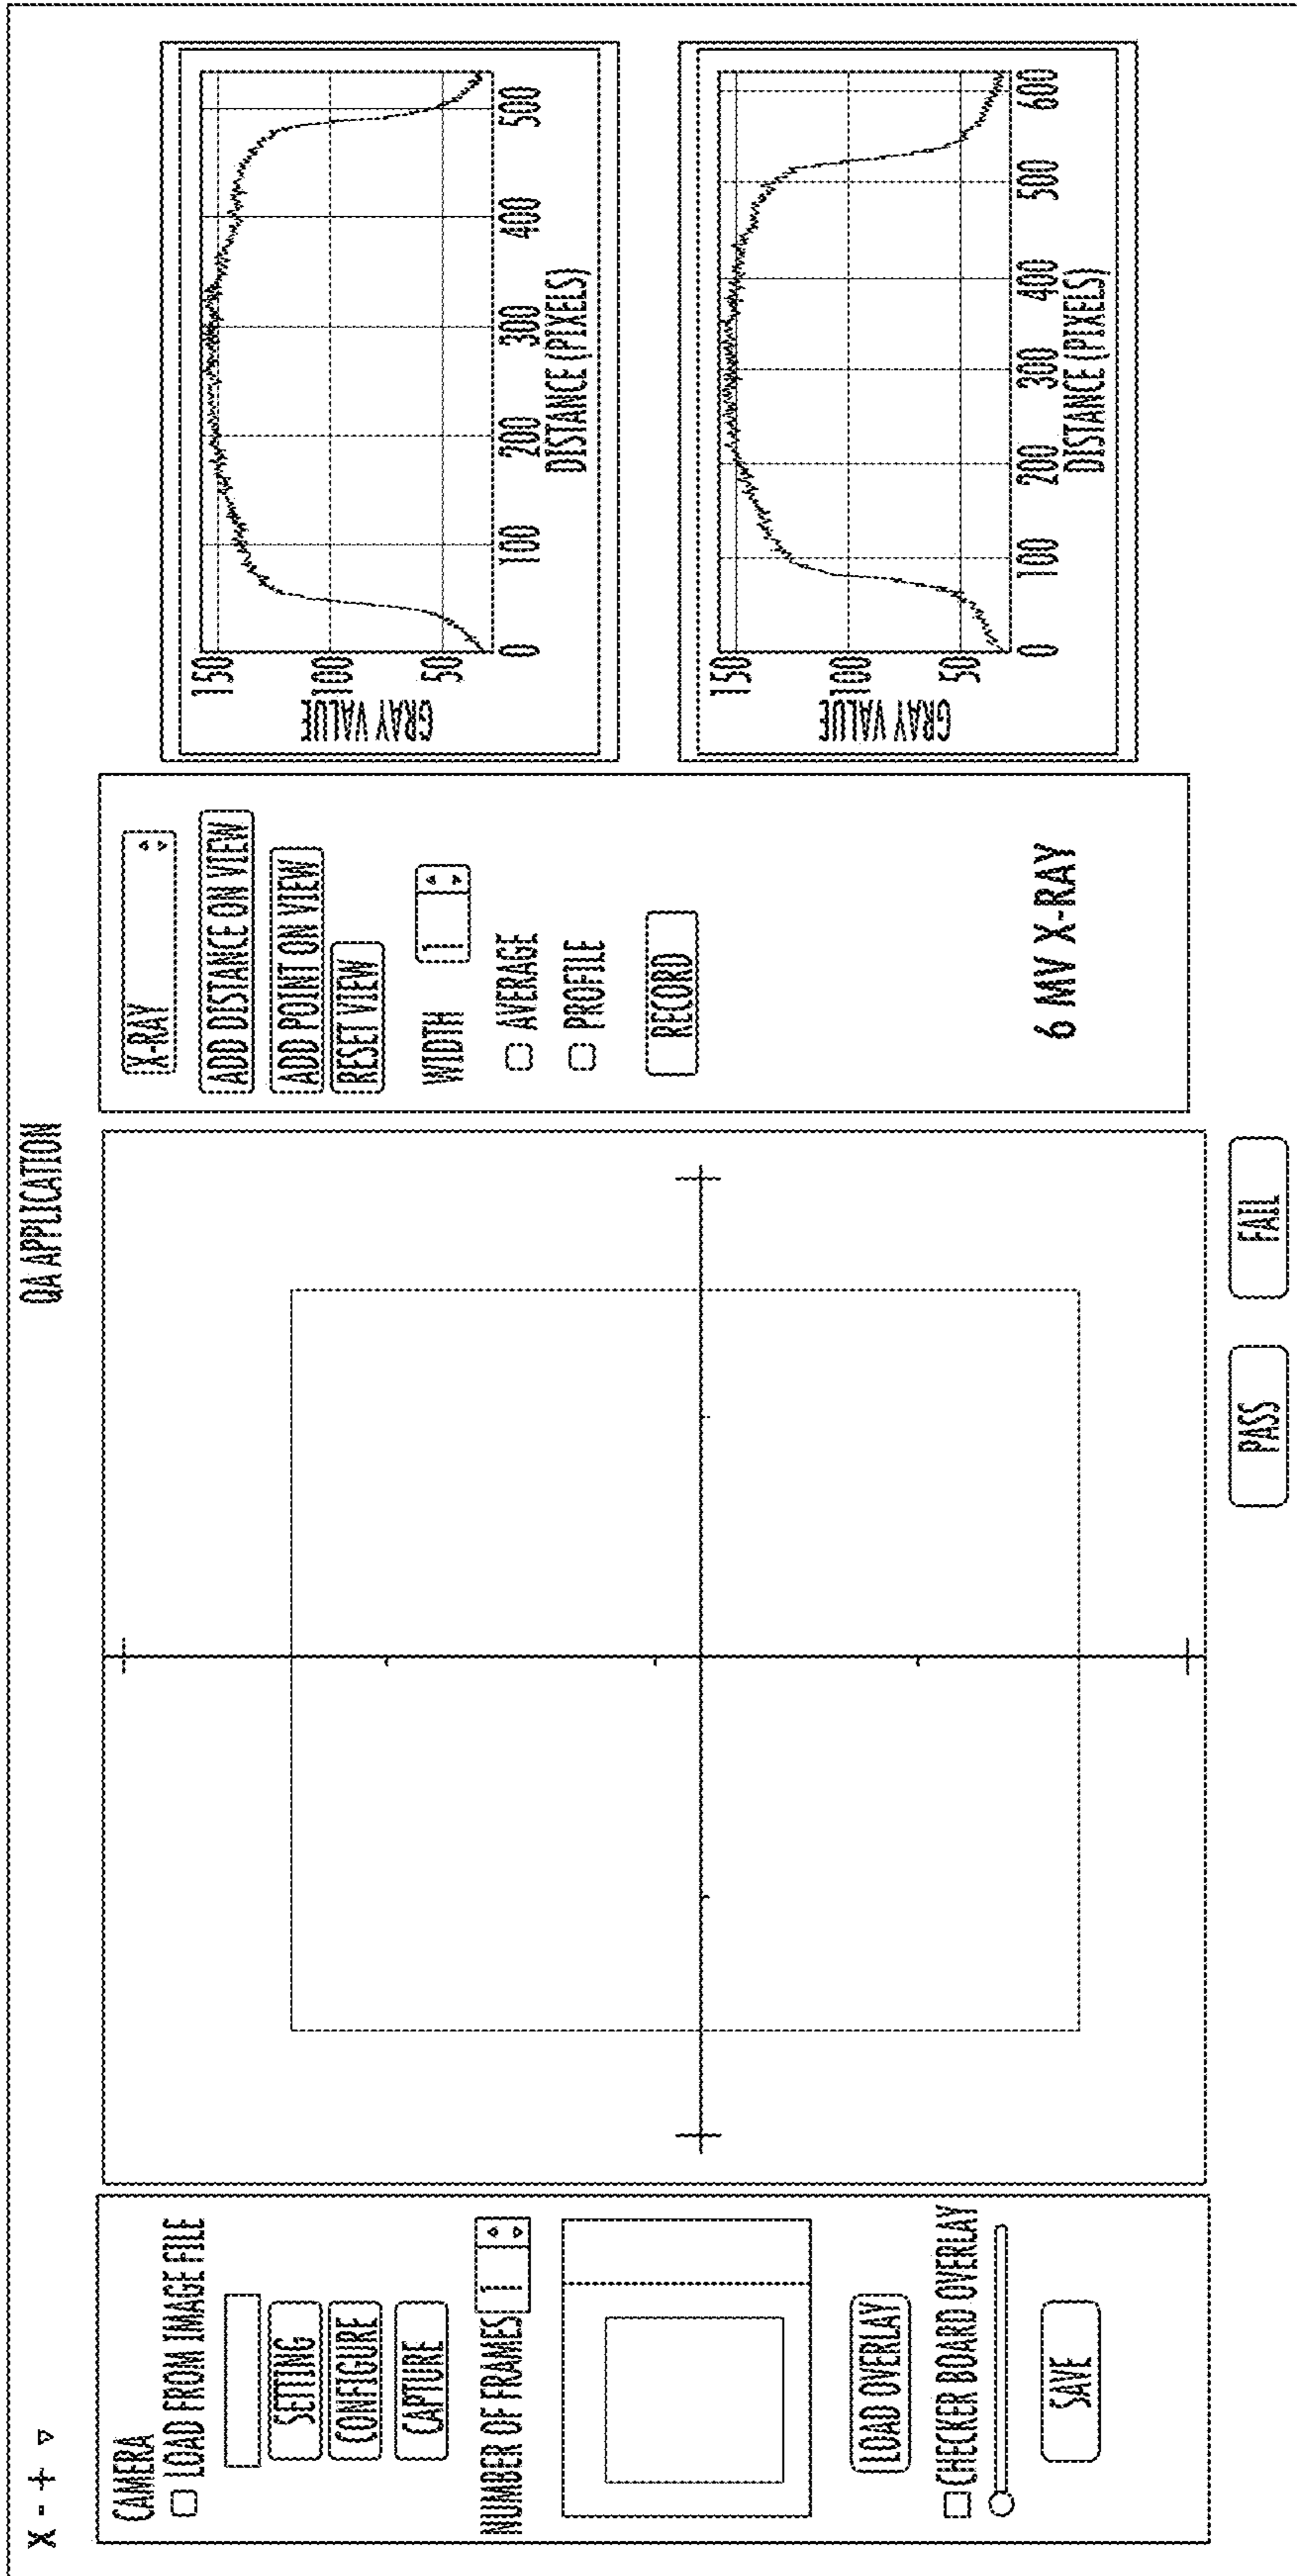 X - +
QA APPLICATION
CAMERA
LOAD FROM IMAGE FILE
SETTING
CONFIGURE
CAPTURE
NUMBER OF FRAMES 1
LOAD OVERLAY
CHECKER BOARD OVERLAY
SAVE
PASS
FAIL
X-RAY
ADD DISTANCE ON VIEW
ADD POINT ON VIEW
RESET VIEW
WIDTH 1
AVERAGE
PROFILE
RECORD
6 MV X-RAY
GRAY VALUE
150
100
50
0 100 200 300 400 500
DISTANCE (PIXELS)
GRAY VALUE
150
100
50
0 100 200 300 400 500 600
DISTANCE (PIXELS)